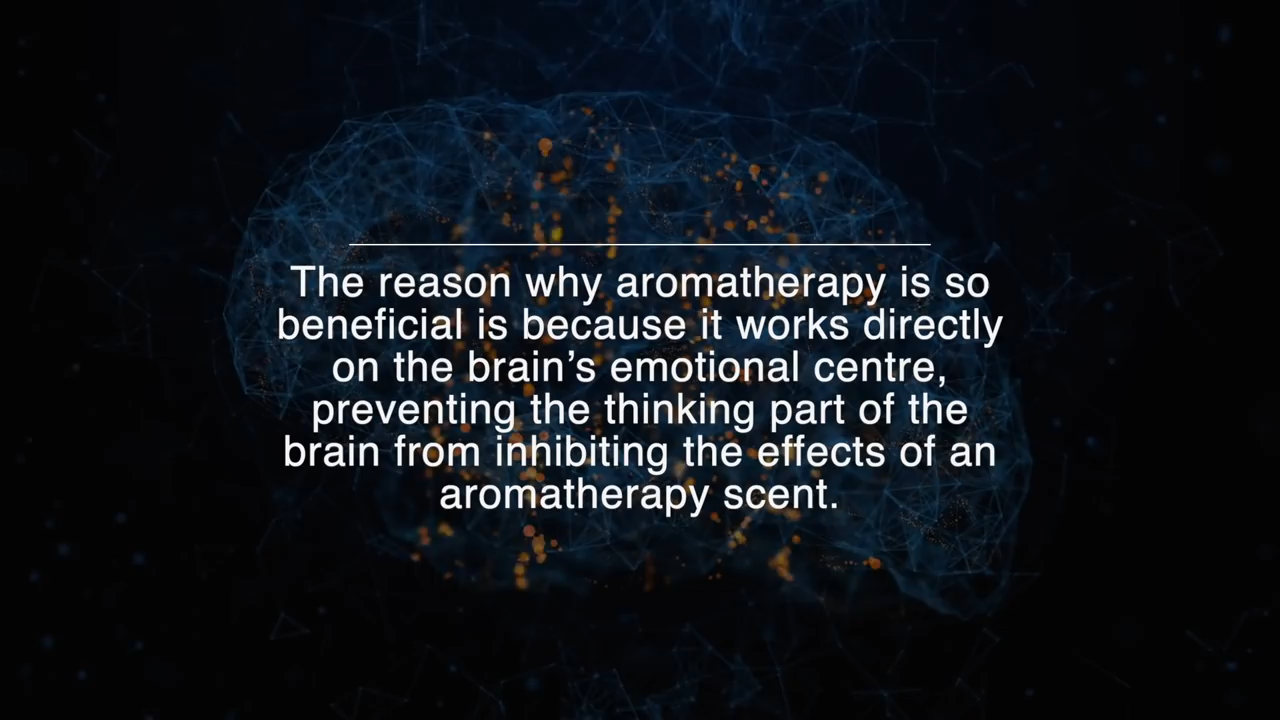 The reason why aromatherapy is so
beneficial is because it works directly
on the brain’s emotional centre,
preventing the thinking part of the
brain from inhibiting the effects of an
aromatherapy scent.